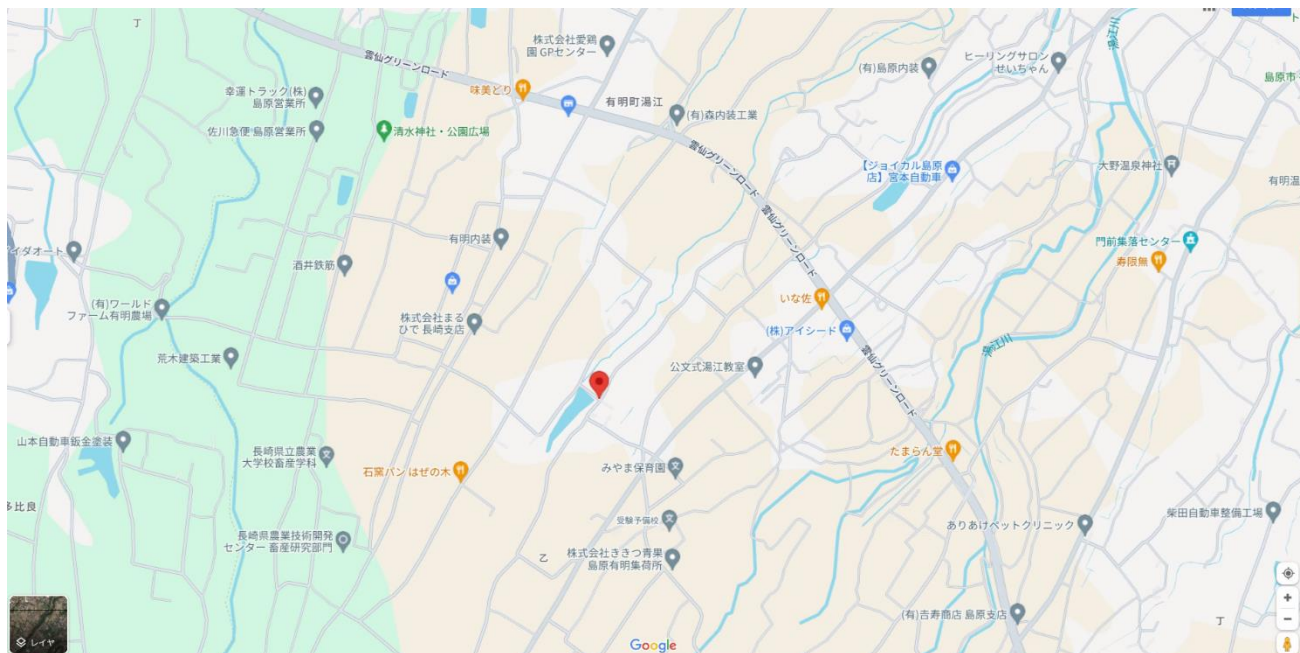 丁
株式会社愛鶏
園 GPセンター
ヒーリングサロン
せいちゃん
湯江川
雲仙グリーンロード
(有)島原内装
島原市
幸運トラック(株)
島原営業所
味美どり
有明町湯江
(有)森内装工業
佐川急便 島原営業所
清水神社・公園広場
雲仙グリーンロード
【ジョイカル島原
店】宮本自動車
大野温泉神社
有明温
雲仙グリーンロード
有明内装
門前集落センター
イダオート
酒井鉄筋
寿限無
(有)ワールド
ファーム有明農場
いな佐
株式会社まる
ひで 長崎支店
(株)アイシード
湯江川
荒木建築工業
公文式湯江教室
雲仙グリーンロード
山本自動車鈑金塗装
長崎県立農業
大学校畜産学科
石窯パン はぜの木
みやま保育園
たまらん堂
多比良
受験予備校
ありあけペットクリニック
柴田自動車整備工場
長崎県農業技術開発
センター 畜産研究部門
乙
株式会社ききつ青果
島原有明集荷所
(有)吉寿商店 島原支店
丁
レイヤ
Google